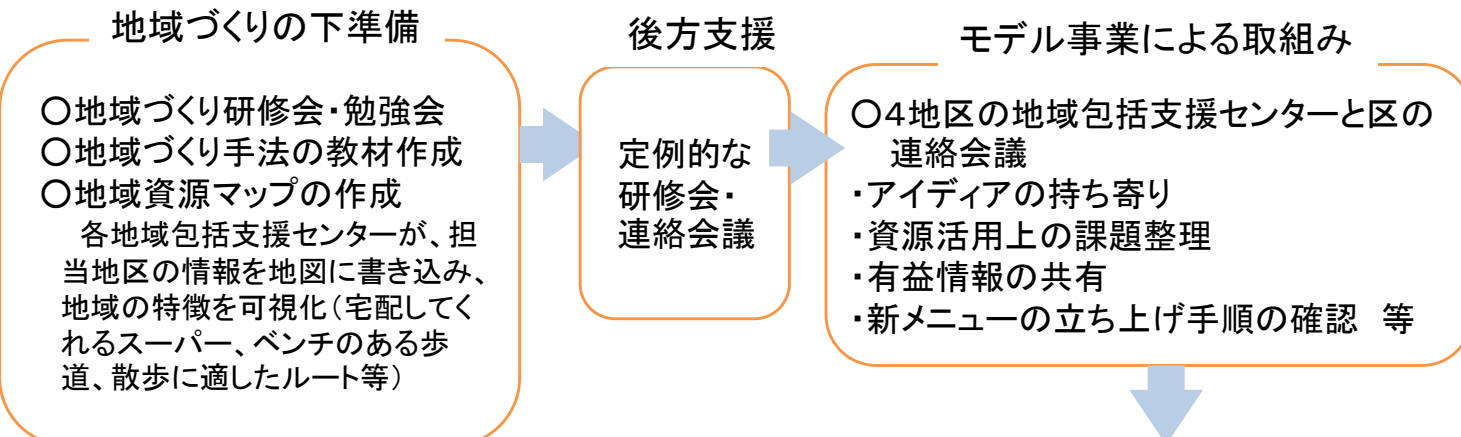 地域づくりの下準備
〇地域づくり研修会・勉強会
〇地域づくり手法の教材作成
〇地域資源マップの作成
各地域包括支援センターが、担
当地区の情報を地図に書き込み、
地域の特徴を可視化（宅配してく
れるスーパー、ベンチのある歩
道、散歩に適したルート等）
後方支援
定例的な
研修会・
連絡会議
モデル事業による取組み
〇４地区の地域包括支援センターと区の
連絡会議
・アイディアの持ち寄り
・資源活用上の課題整理
・有益情報の共有
・新メニューの立ち上げ手順の確認　等